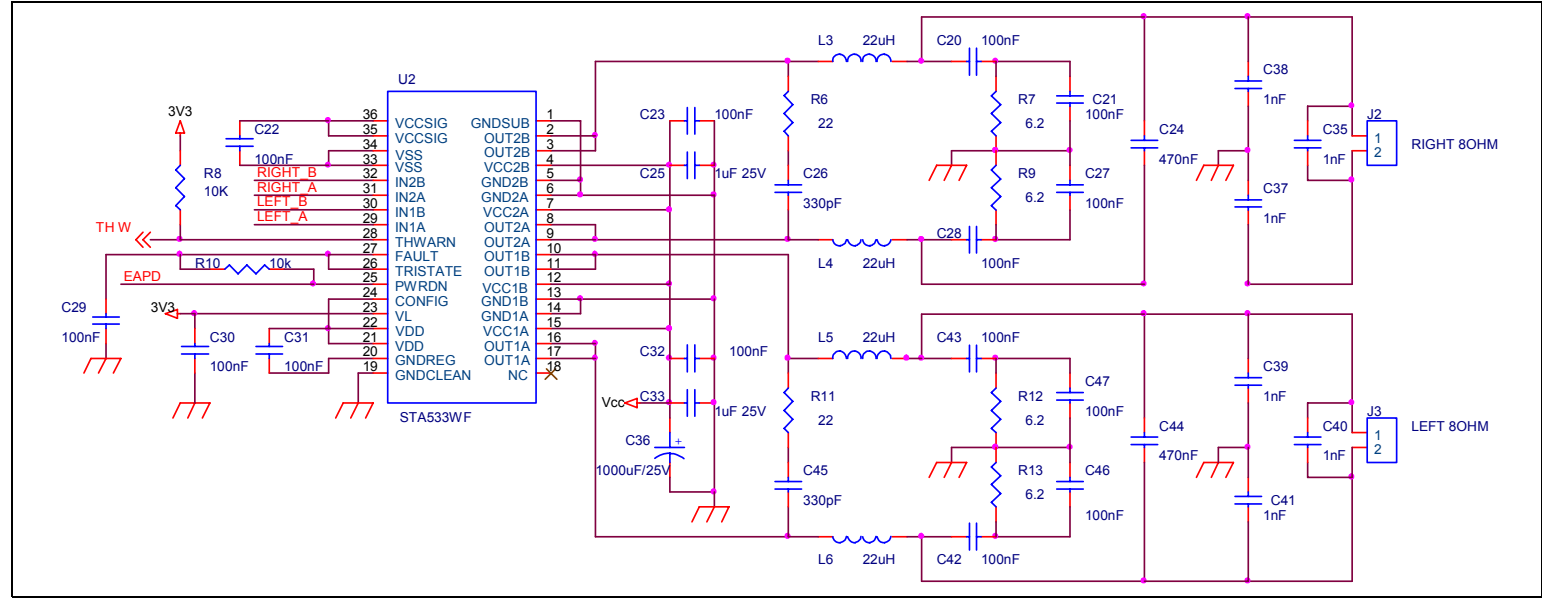 U2
STA533WF
3V3
R8
10K
C22
100nF
RIGHT_B
RIGHT_A
LEFT_B
LEFT_A
TH W
R10
10k
EAPD
C29
100nF
3V3
C30
100nF
C31
100nF
36 VCCSIG
35 VCCSIG
34 VSS
33 VSS
32 IN2B
31 IN2A
30 IN1B
29 IN1A
28 THWARN
27 FAULT
26 TRISTATE
25 PWRDN
24 CONFIG
23 VL
22 VDD
21 VDD
20 GNDREG
19 GNDCLEAN
GNDSUB 1
OUT2B 2
OUT2B 3
VCC2B 4
GND2B 5
GND2A 6
VCC2A 7
OUT2A 8
OUT2A 9
OUT1B 10
OUT1B 11
VCC1B 12
GND1B 13
GND1A 14
VCC1A 15
OUT1A 16
OUT1A 17
NC 18
C23
100nF
C25
1uF 25V
C32
100nF
Vcc
C33
1uF 25V
C36
+
1000uF/25V
R6
22
C26
330pF
L3
22uH
L4
22uH
C20
100nF
R7
6.2
C21
100nF
R9
6.2
C27
100nF
C28
100nF
C24
470nF
C38
1nF
C37
1nF
C35
1nF
J2
1
2
RIGHT 8OHM
R11
22
C45
330pF
L5
22uH
L6
22uH
C43
100nF
R12
6.2
C47
100nF
R13
6.2
C46
100nF
C42
100nF
C44
470nF
C39
1nF
C41
1nF
C40
1nF
J3
1
2
LEFT 8OHM